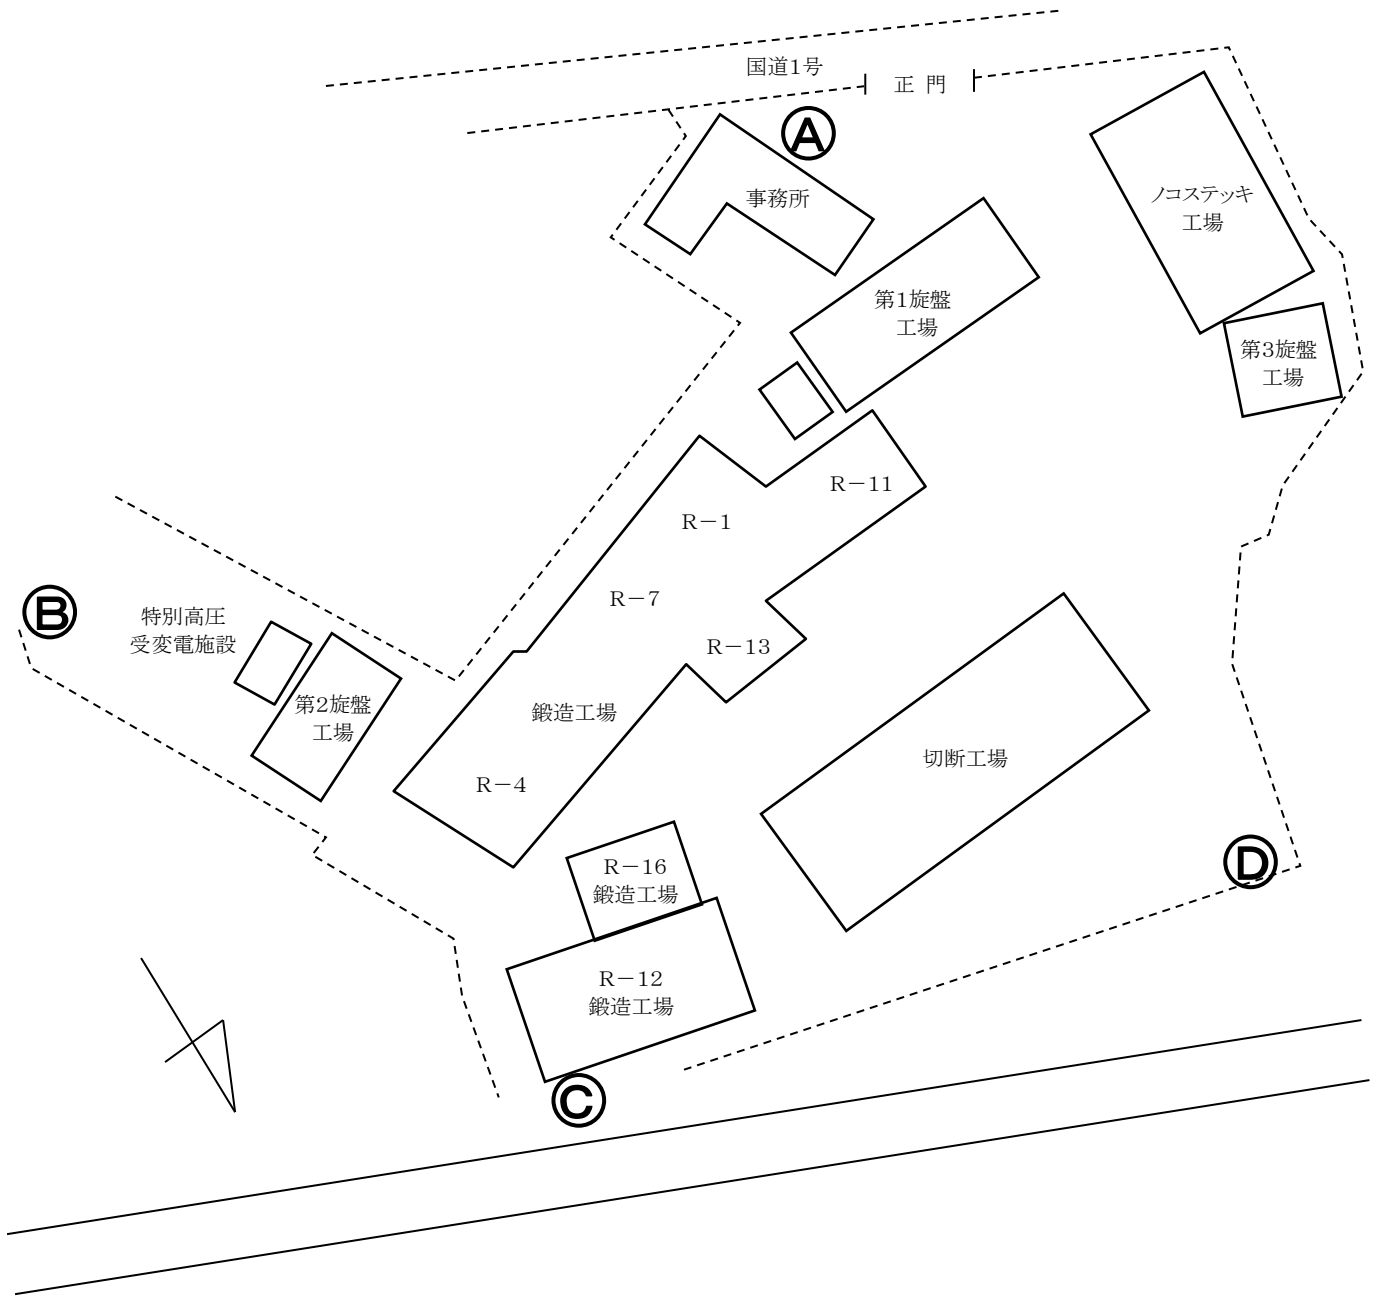 国道1号
正 門
Ⓐ
事務所
ノコステッキ
工場
第1旋盤
工場
第3旋盤
工場
R－11
R－1
R－7
R－13
Ⓑ
特別高圧
受変電施設
第2旋盤
工場
鍛造工場
R－4
切断工場
R－16
鍛造工場
Ⓓ
R－12
鍛造工場
Ⓒ